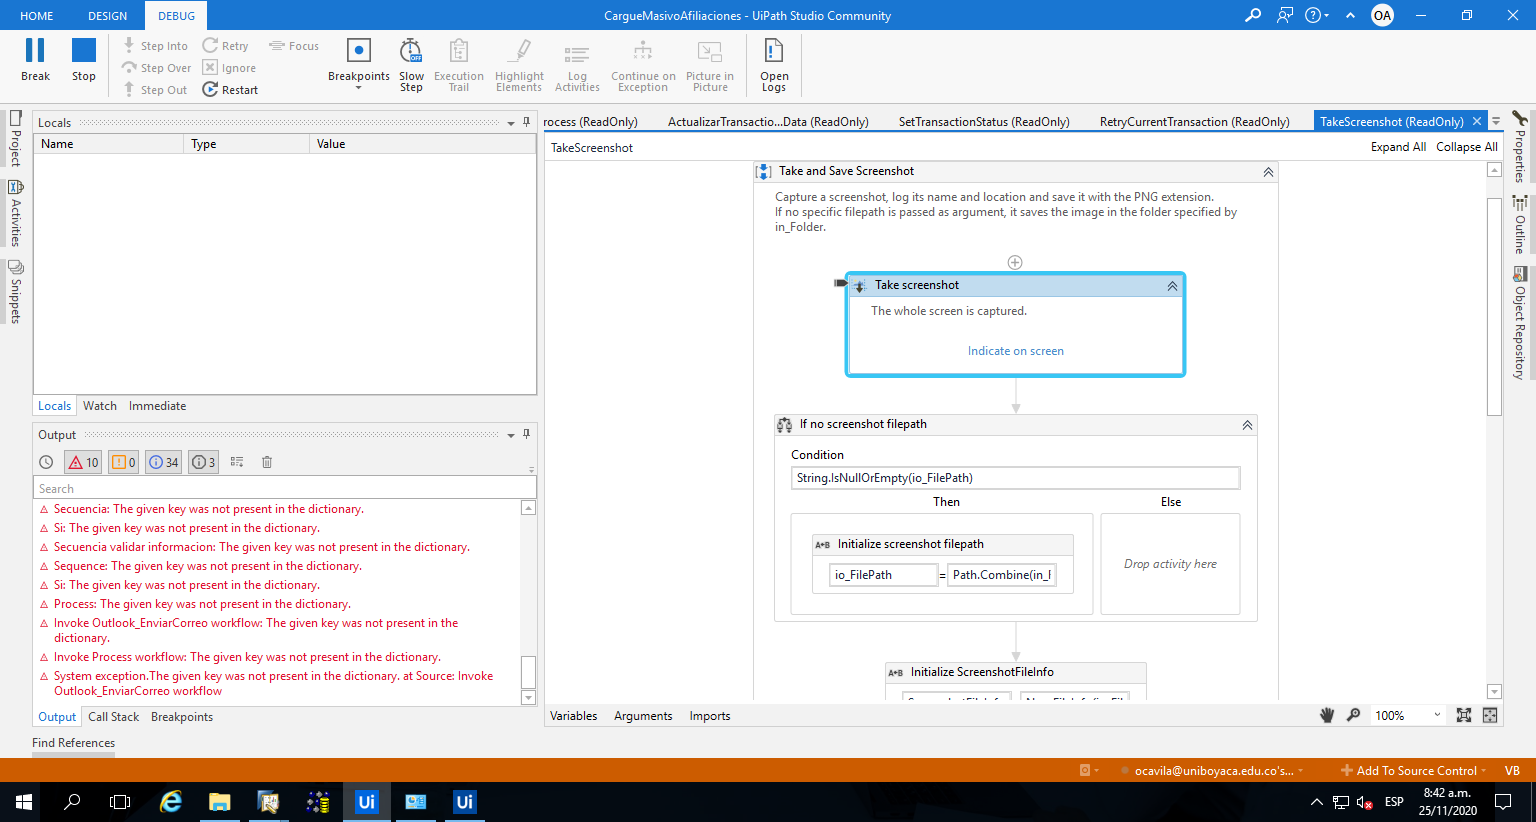 HOME DESIGN DEBUG CargueMasivoAfiliaciones - UiPath Studio Community OA
Break Stop Step Into Step Over Step Out Retry Ignore Restart Focus Breakpoints Slow Step Execution Trail Highlight Elements Log Activities Continue on Exception Picture in Picture Open Logs
Project
Activities
Snippets
Locals
Name Type Value
Locals Watch Immediate
Output
10 0 34 3
Search
Secuencia: The given key was not present in the dictionary.
Si: The given key was not present in the dictionary.
Secuencia validar informacion: The given key was not present in the dictionary.
Sequence: The given key was not present in the dictionary.
Si: The given key was not present in the dictionary.
Process: The given key was not present in the dictionary.
Invoke Outlook_EnviarCorreo workflow: The given key was not present in the
dictionary.
Invoke Process workflow: The given key was not present in the dictionary.
System exception.The given key was not present in the dictionary. at Source: Invoke
Outlook_EnviarCorreo workflow
Output Call Stack Breakpoints
Find References
rocess (ReadOnly) ActualizarTransactio...Data (ReadOnly) SetTransactionStatus (ReadOnly) RetryCurrentTransaction (ReadOnly) TakeScreenshot (ReadOnly)
TakeScreenshot Expand All Collapse All
Take and Save Screenshot
Capture a screenshot, log its name and location and save it with the PNG extension.
If no specific filepath is passed as argument, it saves the image in the folder specified by
in_Folder.
Take screenshot
The whole screen is captured.
Indicate on screen
If no screenshot filepath
Condition
String.IsNullOrEmpty(io_FilePath)
Then Else
A+B Initialize screenshot filepath
io_FilePath = Path.Combine(in_F
Drop activity here
A+B Initialize ScreenshotFileInfo
Variables Arguments Imports 100%
Properties
Outline
Object Repository
ocavila@uniboyaca.edu.co's... Add To Source Control VB
Ui Ui ESP 8:42 a.m.
25/11/2020